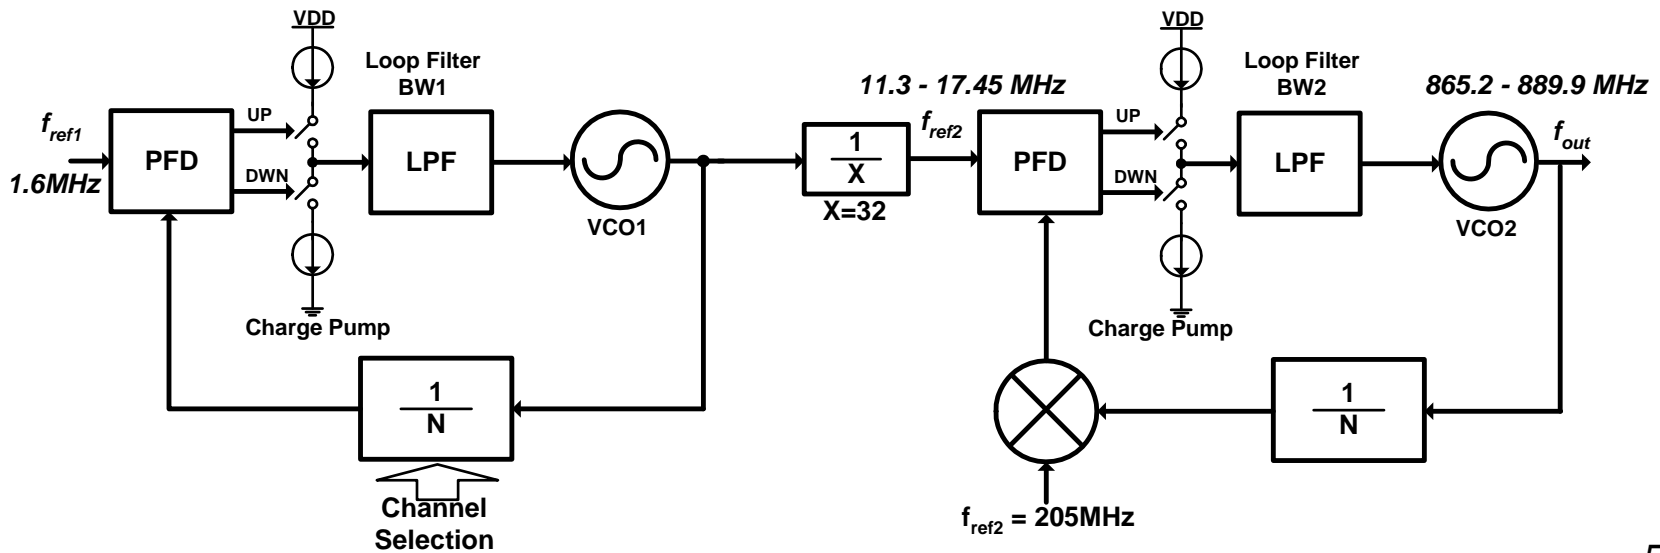 VDD
Loop Filter
BW1
f_ref1
1.6MHz
PFD
UP
DWN
LPF
VCO1
Charge Pump
1
N
Channel
Selection
1
X
X=32
11.3 - 17.45 MHz
f_ref2
PFD
VDD
UP
DWN
Loop Filter
BW2
LPF
865.2 - 889.9 MHz
f_out
VCO2
Charge Pump
1
N
f_ref2 = 205MHz